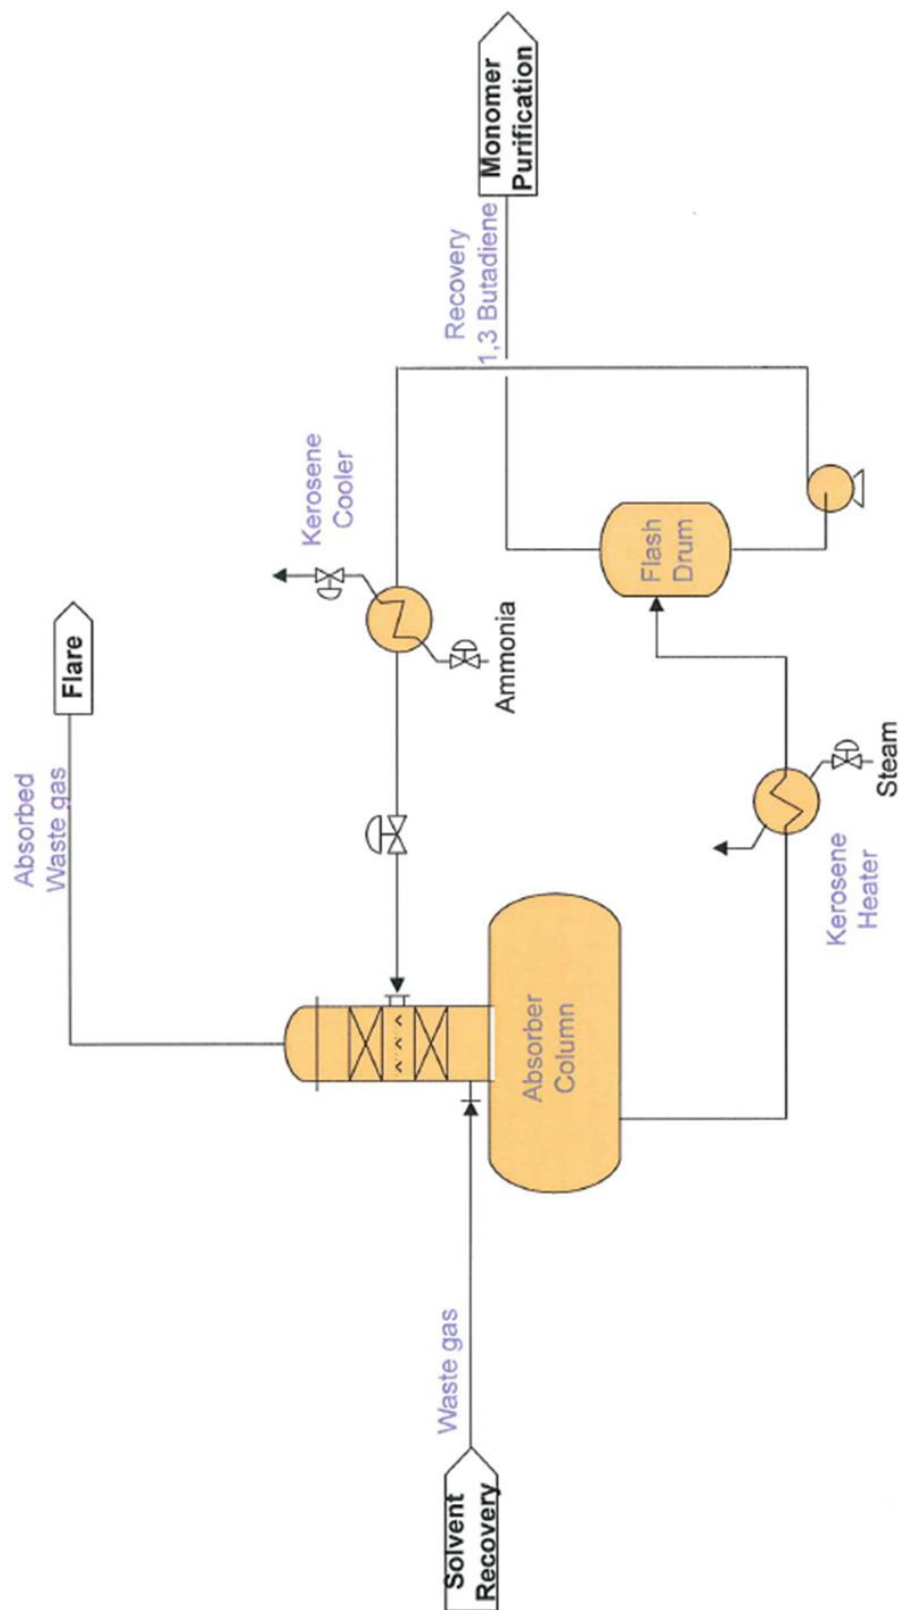 Absorbed
Waste gas
Flare
Kerosene
Cooler
Ammonia
Recovery
1,3 Butadiene
Monomer
Purification
Solvent
Recovery
Waste gas
Absorber
Column
Flash
Drum
Kerosene
Heater
Steam